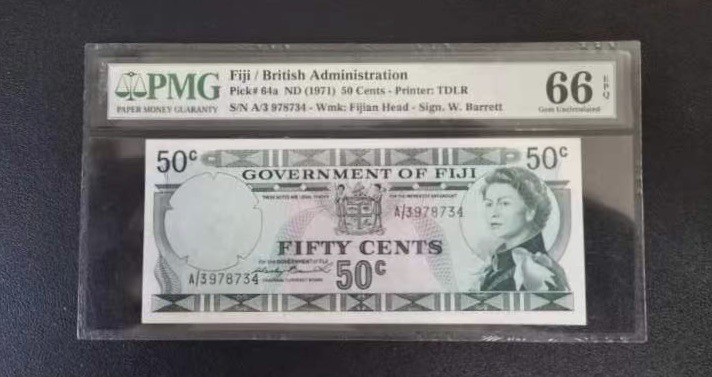 PMG
PAPER MONEY GUARANTY
Fiji / British Administration
Pick# 64a ND (1971) 50 Cents - Printer: TDLR
S/N A/3 978734 - Wmk: Fijian Head - Sign. W. Barrett
66 EPQ
Gem Uncirculated
50c 50c
GOVERNMENT OF FIJI
A/3978734
FIFTY CENTS
A/3978734
50c